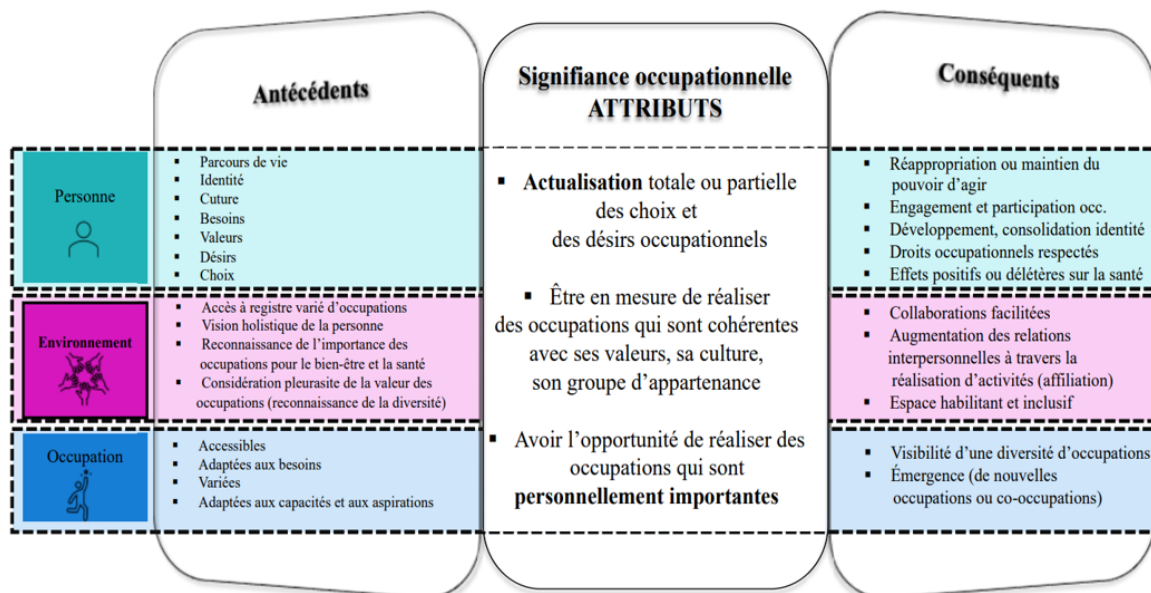 Antécédents
Signifiance occupationnelle
ATTRIBUTS
Conséquents
Personne
▪ Parcours de vie
▪ Identité
▪ Cuture
▪ Besoins
▪ Valeurs
▪ Désirs
▪ Choix
Environnement
▪ Accès à registre varié d’occupations
▪ Vision holistique de la personne
▪ Reconnaissance de l’importance des
occupations pour le bien-être et la santé
▪ Considération pleurasite de la valeur des
occupations (reconnaissance de la diversité)
Occupation
▪ Accessibles
▪ Adaptées aux besoins
▪ Variées
▪ Adaptées aux capacités et aux aspirations
▪ Actualisation totale ou partielle
des choix et
des désirs occupationnels
▪ Être en mesure de réaliser
des occupations qui sont cohérentes
avec ses valeurs, sa culture,
son groupe d’appartenance
▪ Avoir l’opportunité de réaliser des
occupations qui sont
personnellement importantes
▪ Réappropriation ou maintien du
pouvoir d’agir
▪ Engagement et participation occ.
▪ Développement, consolidation identité
▪ Droits occupationnels respectés
▪ Effets positifs ou délétères sur la santé
▪ Collaborations facilitées
▪ Augmentation des relations
interpersonnelles à travers la
réalisation d’activités (affiliation)
▪ Espace habilitant et inclusif
▪ Visibilité d’une diversité d’occupations
▪ Émergence (de nouvelles
occupations ou co-occupations)